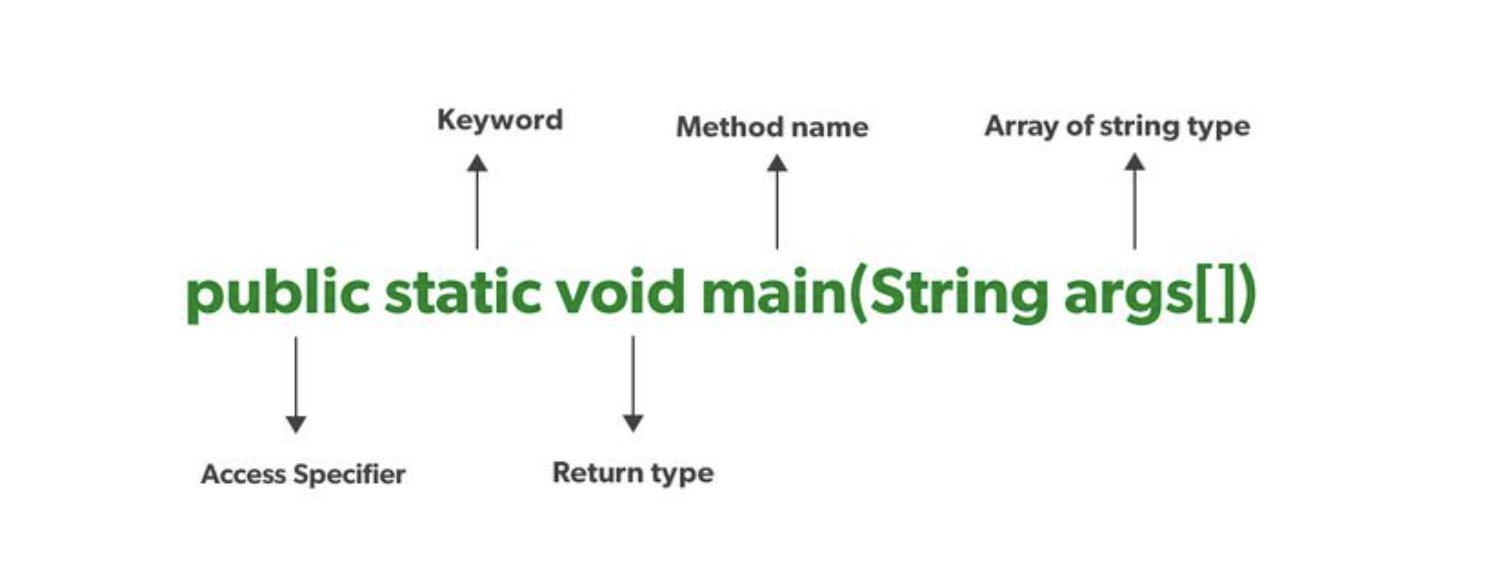 Keyword
Method name
Array of string type
public static void main(String args[])
Access Specifier
Return type